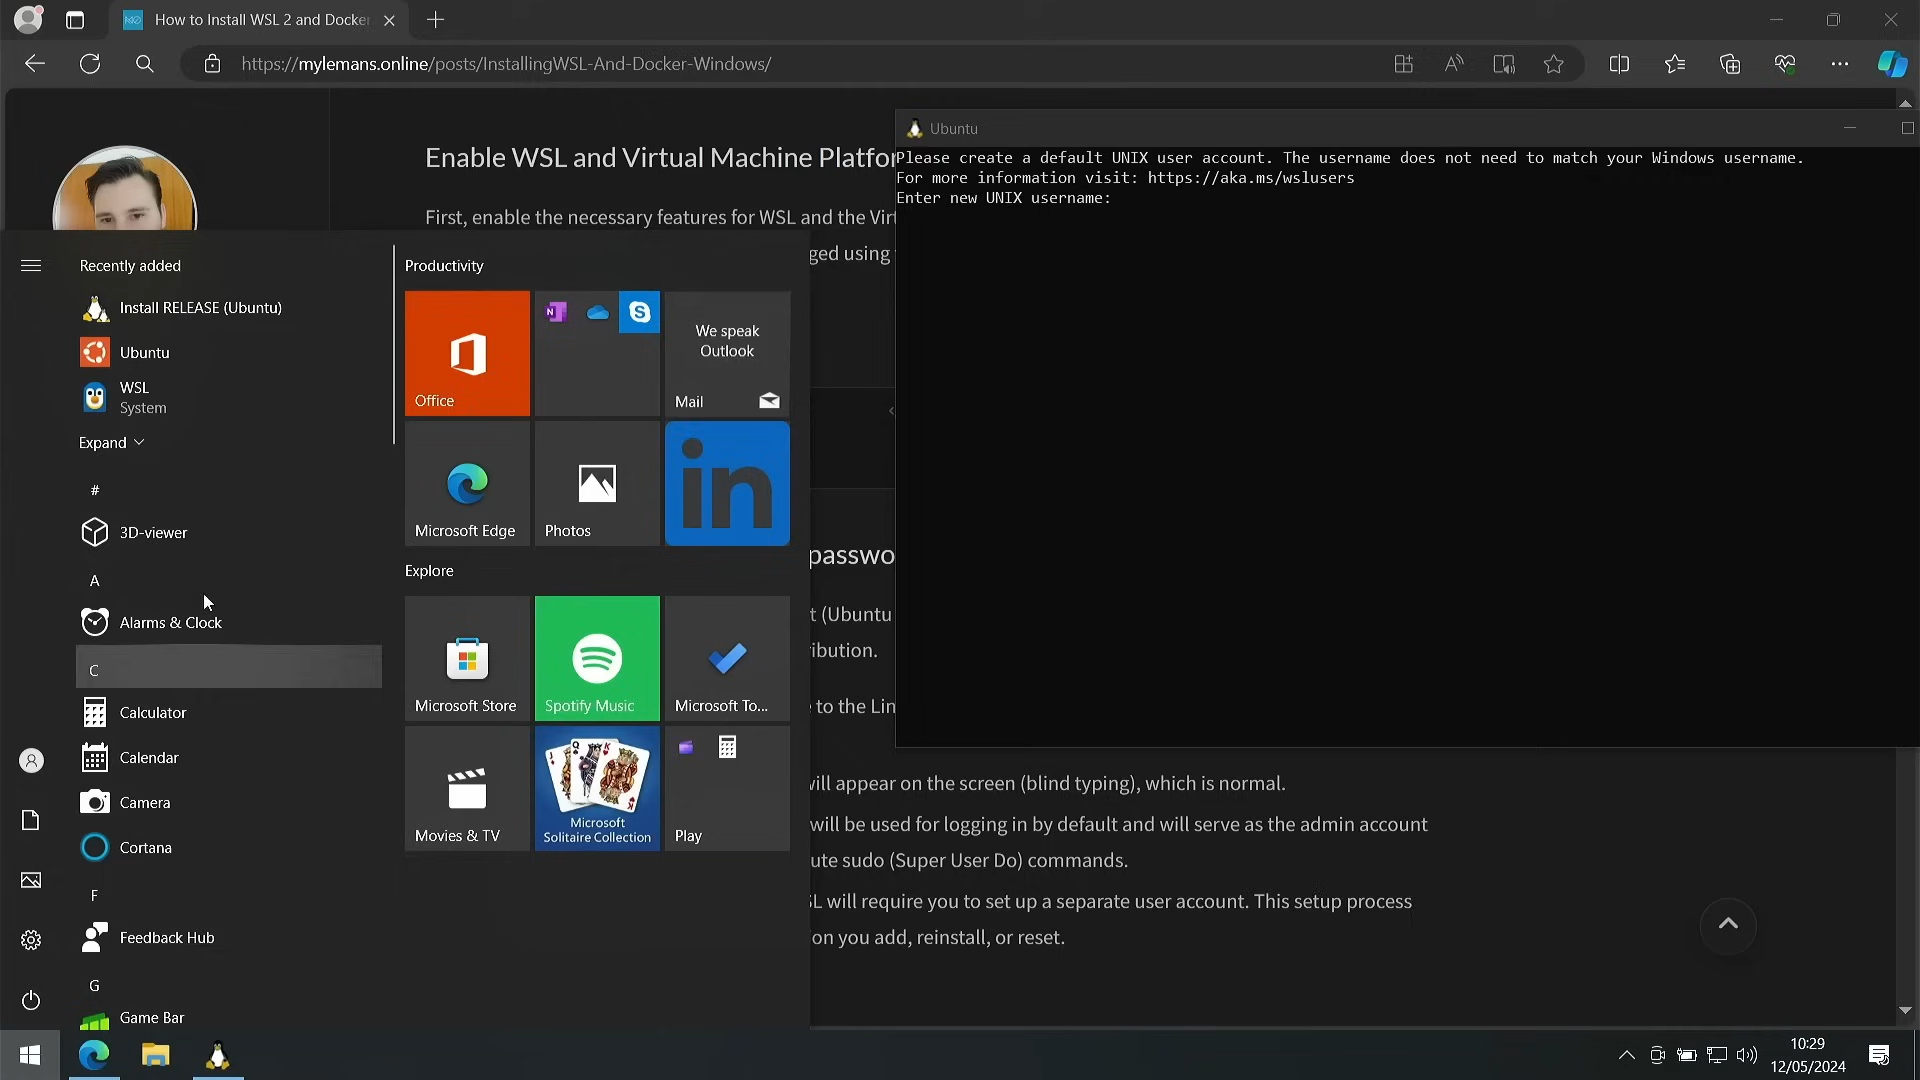 How to Install WSL 2 and Docke
https://mylemans.online/posts/InstallingWSL-And-Docker-Windows/
Enable WSL and Virtual Machine Platfor
First, enable the necessary features for WSL and the Virt
ged using
Ubuntu
Please create a default UNIX user account. The username does not need to match your Windows username.
For more information visit: https://aka.ms/wslusers
Enter new UNIX username:
Recently added
Install RELEASE (Ubuntu)
Ubuntu
WSL
System
Expand
#
3D-viewer
A
Alarms & Clock
C
Calculator
Calendar
Camera
Cortana
F
Feedback Hub
G
Game Bar
Productivity
Office
N
S
We speak
Outlook
Mail
Microsoft Edge
Photos
in
Explore
Microsoft Store
Spotify Music
Microsoft To...
Movies & TV
Microsoft
Solitaire Collection
Play
passwo
t (Ubuntu
ribution.
to the Lin
will appear on the screen (blind typing), which is normal.
will be used for logging in by default and will serve as the admin account
ute sudo (Super User Do) commands.
SL will require you to set up a separate user account. This setup process
on you add, reinstall, or reset.
10:29
12/05/2024